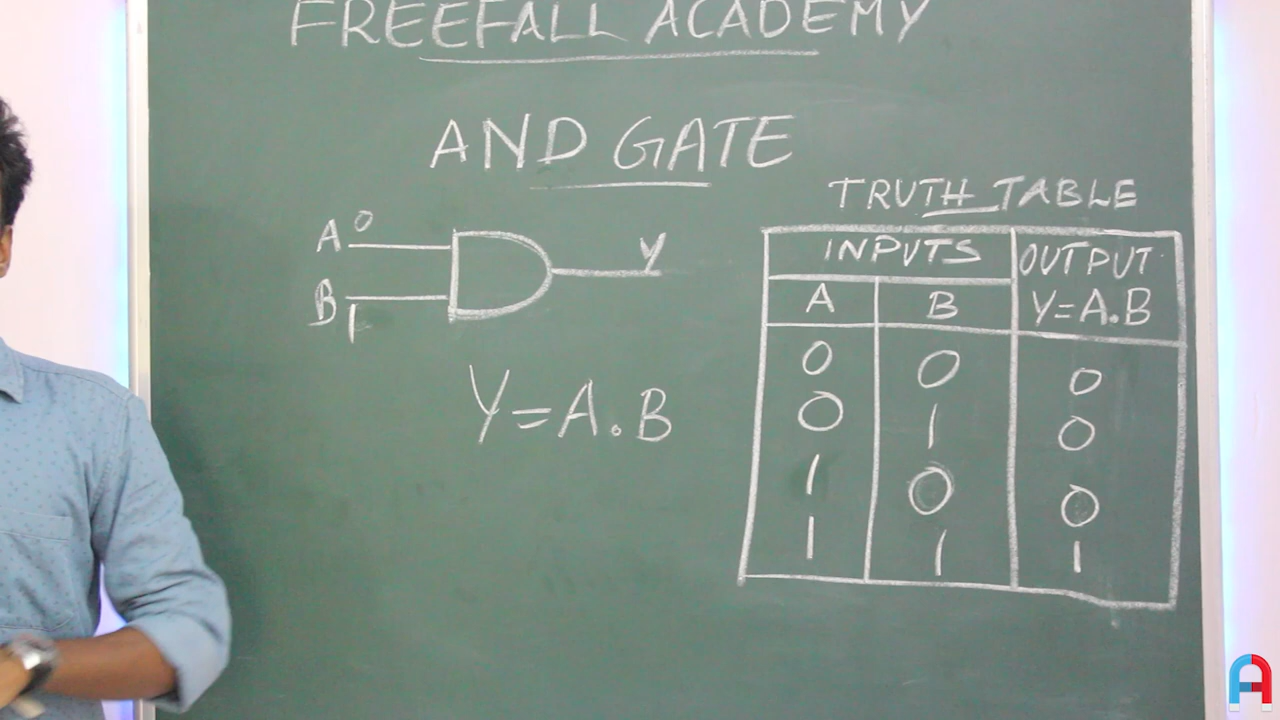 FREEFALL ACADEMY
AND GATE
A 0
B 1
Y
Y=A.B
TRUTH TABLE
INPUTS OUTPUT
A B Y=A.B
0 0 0
0 1 0
1 0 0
1 1 1